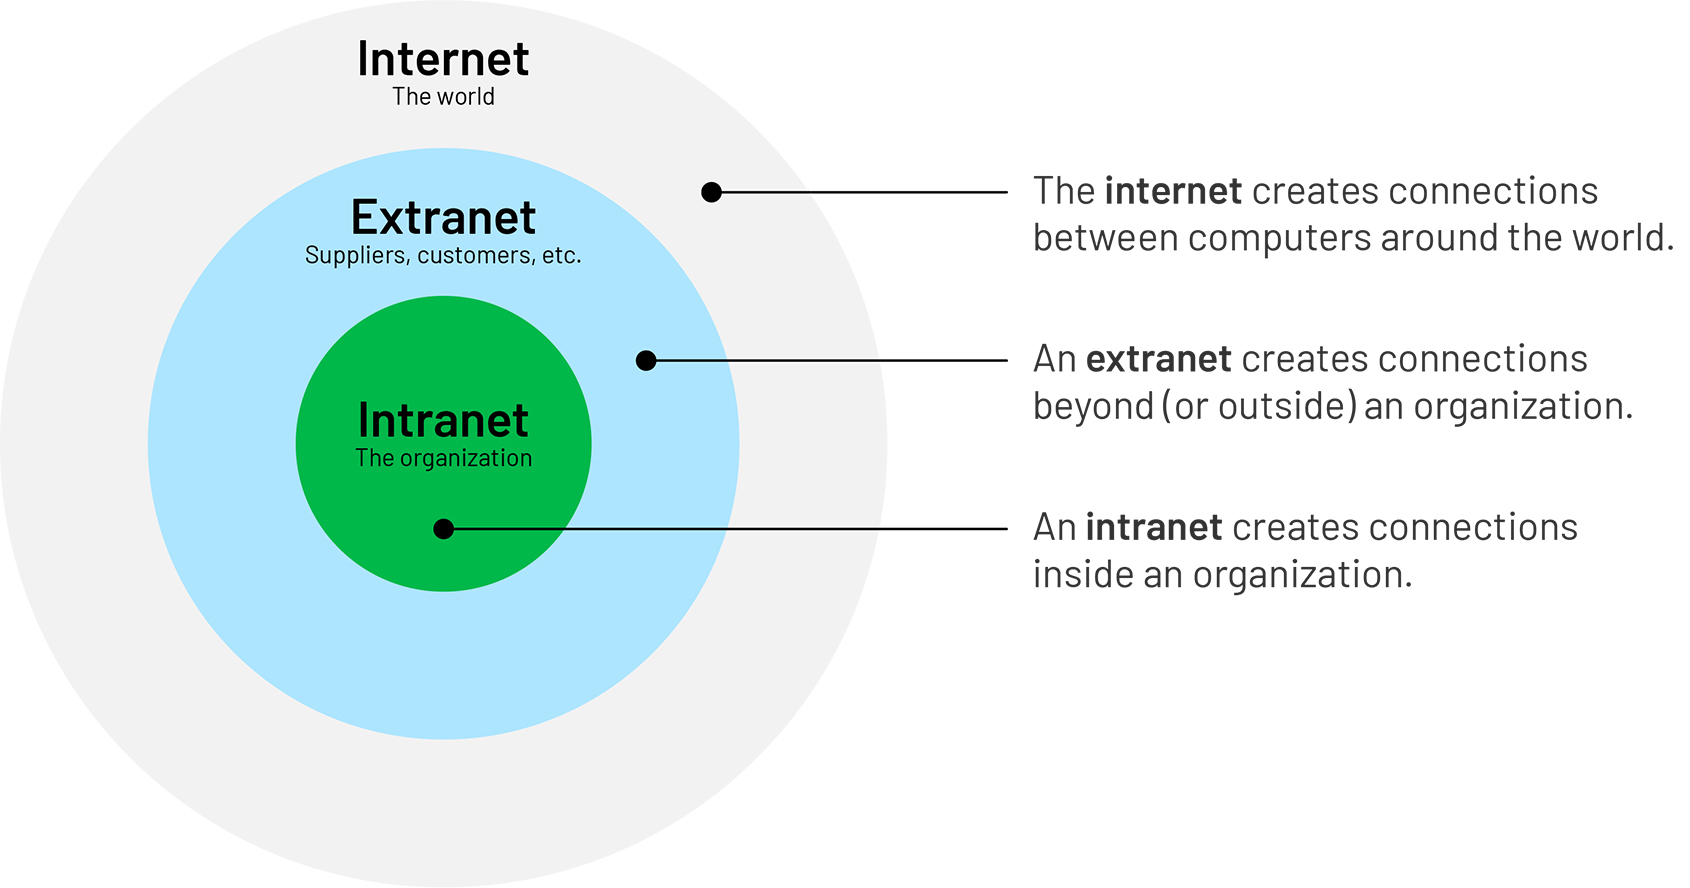 Internet
The world
Extranet
Suppliers, customers, etc.
Intranet
The organization
The internet creates connections
between computers around the world.
An extranet creates connections
beyond (or outside) an organization.
An intranet creates connections
inside an organization.